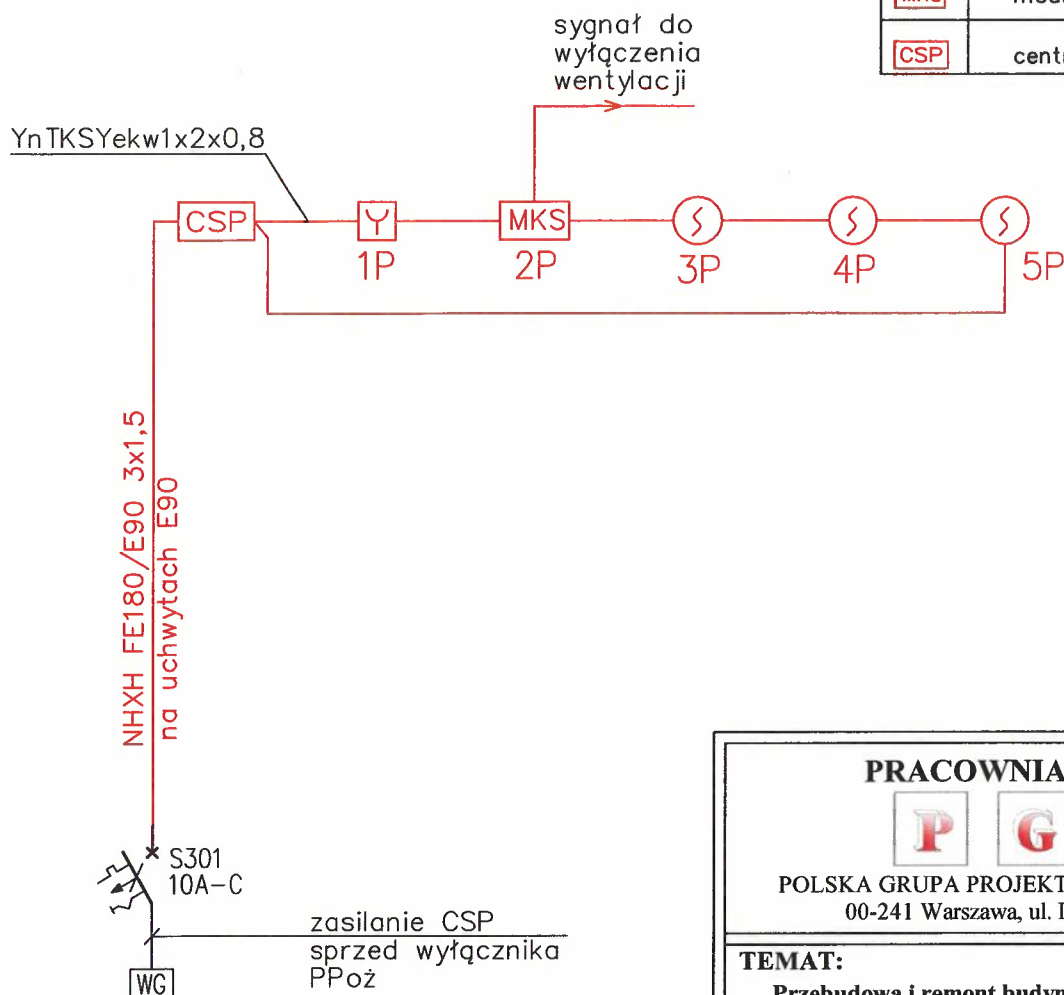 sygnał do
wyłączenia
wentylacji
CSP
YnTKSYekw1x2x0,8
CSP
MKS
1P
2P
3P
4P
5P
NHXH FE180/E90 3x1,5
na uchwytach E90
S301
10A-C
zasilanie CSP
sprzed wyłącznika
PPoż
WG
PRACOWNIA
P G
POLSKA GRUPA
00-241 Warszawa, ul.
TEMAT:
Przebudowa i remont